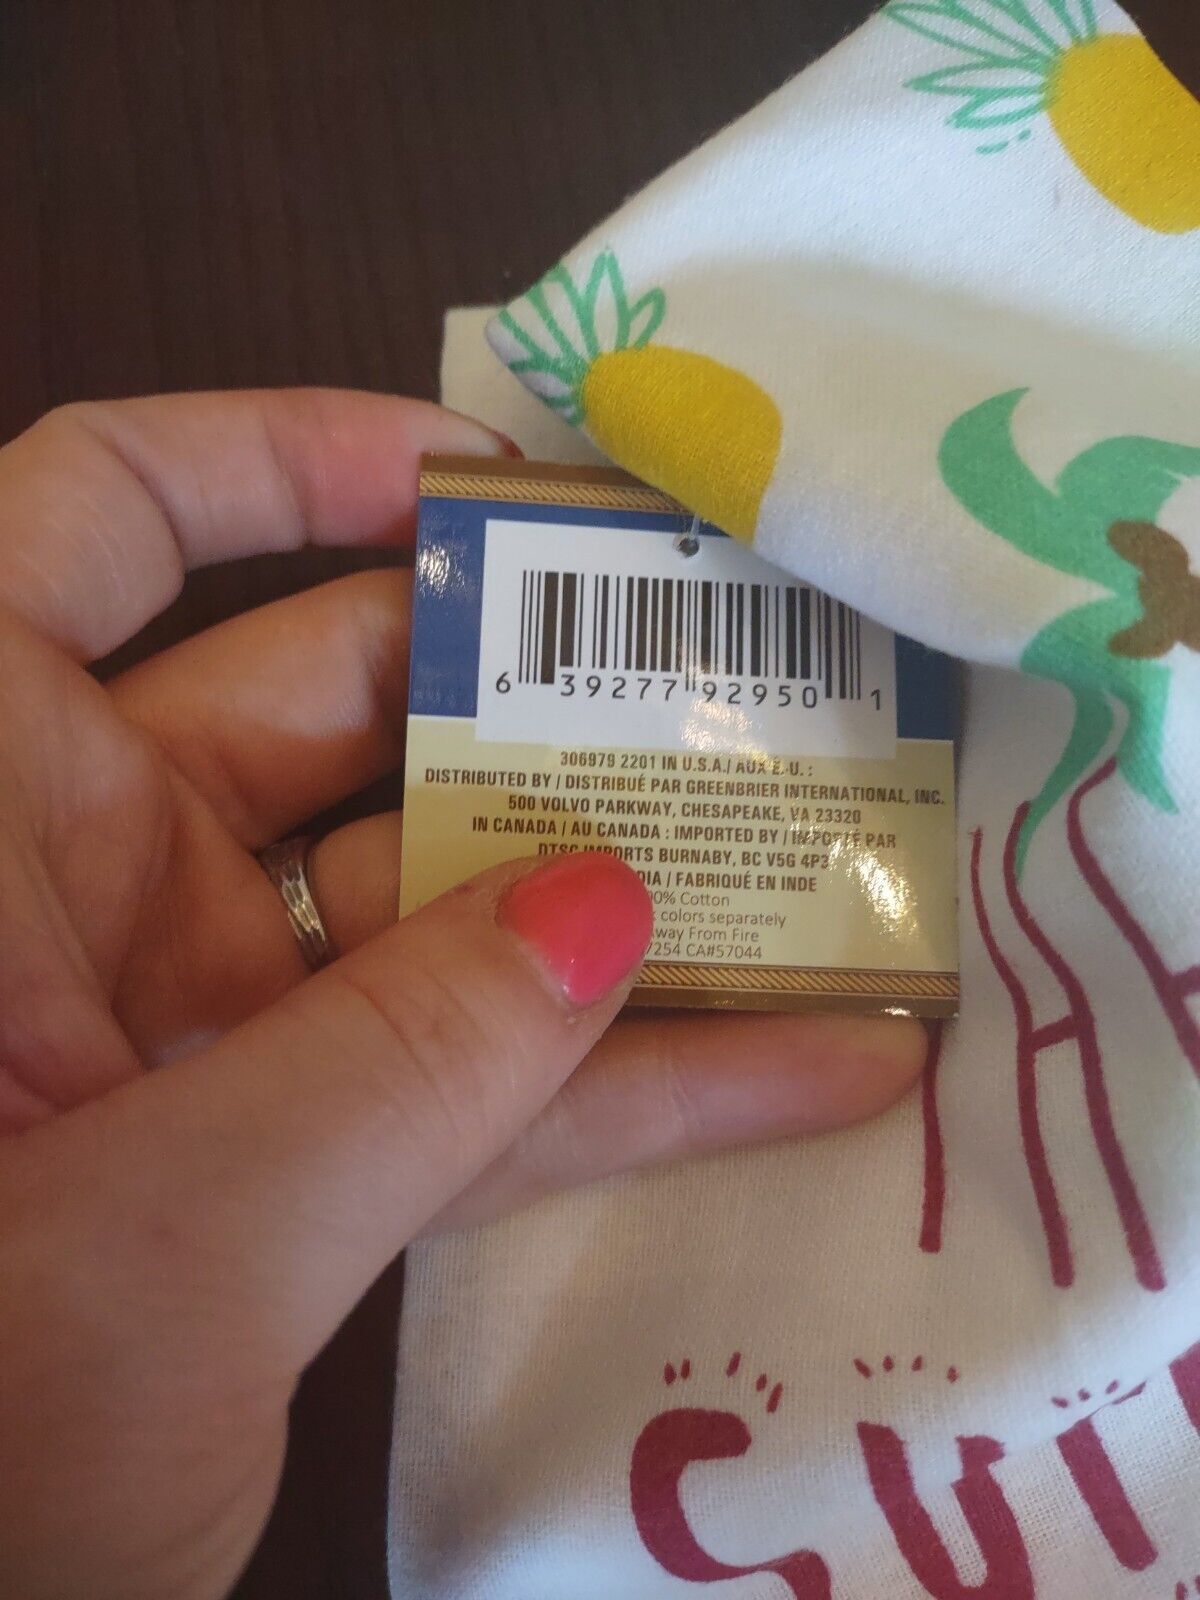 6 39277 92950 1
306979 2201 IN U.S.A./ AUX É.-U. :
DISTRIBUTED BY / DISTRIBUÉ PAR GREENBRIER INTERNATIONAL, INC.
500 VOLVO PARKWAY, CHESAPEAKE, VA 23320
IN CANADA / AU CANADA : IMPORTED BY / IMPORTÉ PAR
DTSC IMPORTS BURNABY, BC V5G 4P3
/ FABRIQUÉ EN INDE
Cotton
colors separately
Away From Fire
CA#57044